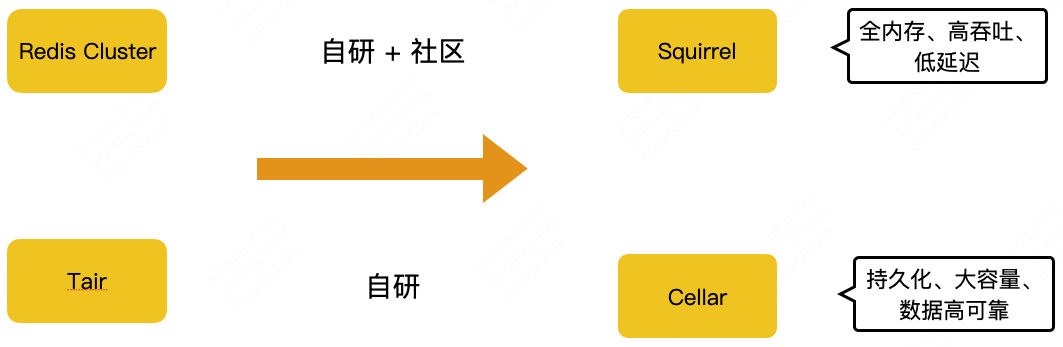 Redis Cluster
自研 + 社区
Squirrel
全内存、高吞吐、
低延迟
Tair
自研
Cellar
持久化、大容量、
数据高可靠